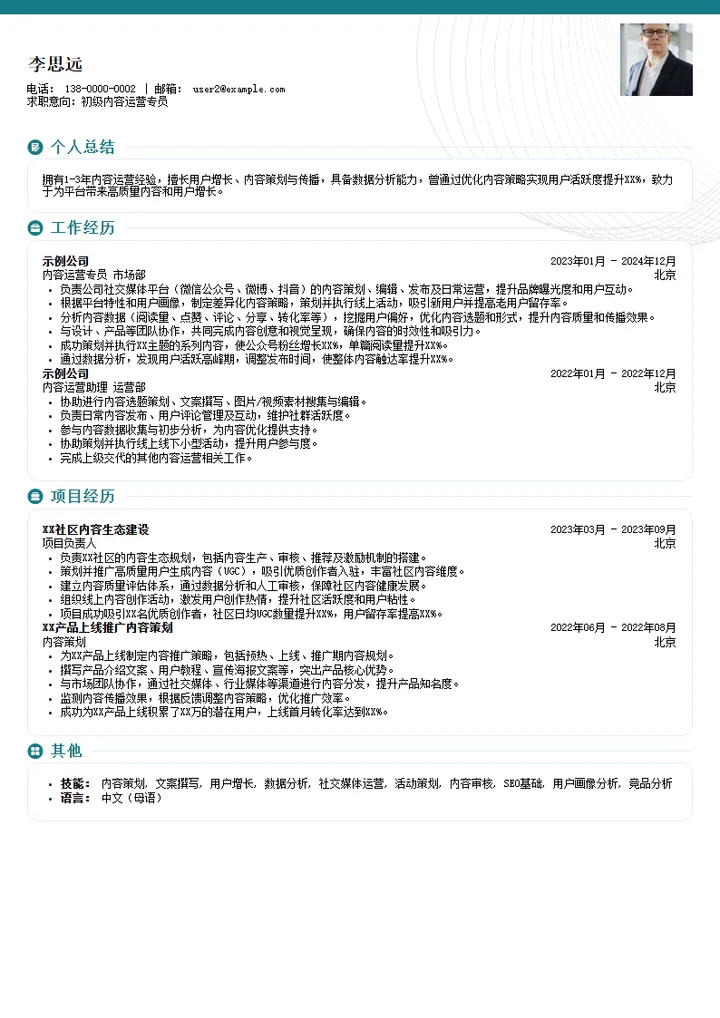 李思远
电话： 138-0000-0002 | 邮箱： user2@example.com
求职意向：初级内容运营专员
个人总结
拥有1-3年内容运营经验，擅长用户增长、内容策划与传播，具备数据分析能力，曾通过优化内容策略实现用户活跃度提升XX%，致力
于为平台带来高质量内容和用户增长。
工作经历
示例公司 2023年01月 - 2024年12月
内容运营专员 市场部 北京
• 负责公司社交媒体平台（微信公众号、微博、抖音）的内容策划、编辑、发布及日常运营，提升品牌曝光度和用户互动。
• 根据平台特性和用户画像，制定差异化内容策略，策划并执行线上活动，吸引新用户并提高老用户留存率。
• 分析内容数据（阅读量、点赞、评论、分享、转化率等），挖掘用户偏好，优化内容选题和形式，提升内容质量和传播效果。
• 与设计、产品等团队协作，共同完成内容创意和视觉呈现，确保内容的时效性和吸引力。
• 成功策划并执行XX主题的系列内容，使公众号粉丝增长XX%，单篇阅读量提升XX%。
• 通过数据分析，发现用户活跃高峰期，调整发布时间，使整体内容触达率提升XX%。
示例公司 2022年01月 - 2022年12月
内容运营助理 运营部 北京
• 协助进行内容选题策划、文案撰写、图片/视频素材搜集与编辑。
• 负责日常内容发布、用户评论管理及互动，维护社群活跃度。
• 参与内容数据收集与初步分析，为内容优化提供支持。
• 协助策划并执行线上线下小型活动，提升用户参与度。
• 完成上级交代的其他内容运营相关工作。
项目经历
XX社区内容生态建设 2023年03月 - 2023年09月
项目负责人 北京
• 负责XX社区的内容生态规划，包括内容生产、审核、推荐及激励机制的搭建。
• 策划并推广高质量用户生成内容（UGC），吸引优质创作者入驻，丰富社区内容维度。
• 建立内容质量评估体系，通过数据分析和人工审核，保障社区内容健康发展。
• 组织线上内容创作活动，激发用户创作热情，提升社区活跃度和用户粘性。
• 项目成功吸引XX名优质创作者，社区日均UGC数量提升XX%，用户留存率提高XX%。
XX产品上线推广内容策划 2022年06月 - 2022年08月
内容策划 北京
• 为XX产品上线制定内容推广策略，包括预热、上线、推广期内容规划。
• 撰写产品介绍文案、用户教程、宣传海报文案等，突出产品核心优势。
• 与市场团队协作，通过社交媒体、行业媒体等渠道进行内容分发，提升产品知名度。
• 监测内容传播效果，根据反馈调整内容策略，优化推广效率。
• 成功为XX产品上线积累了XX万的潜在用户，上线首月转化率达到XX%。
其他
• 技能： 内容策划, 文案撰写, 用户增长, 数据分析, 社交媒体运营, 活动策划, 内容审核, SEO基础, 用户画像分析, 竞品分析
• 语言： 中文（母语）